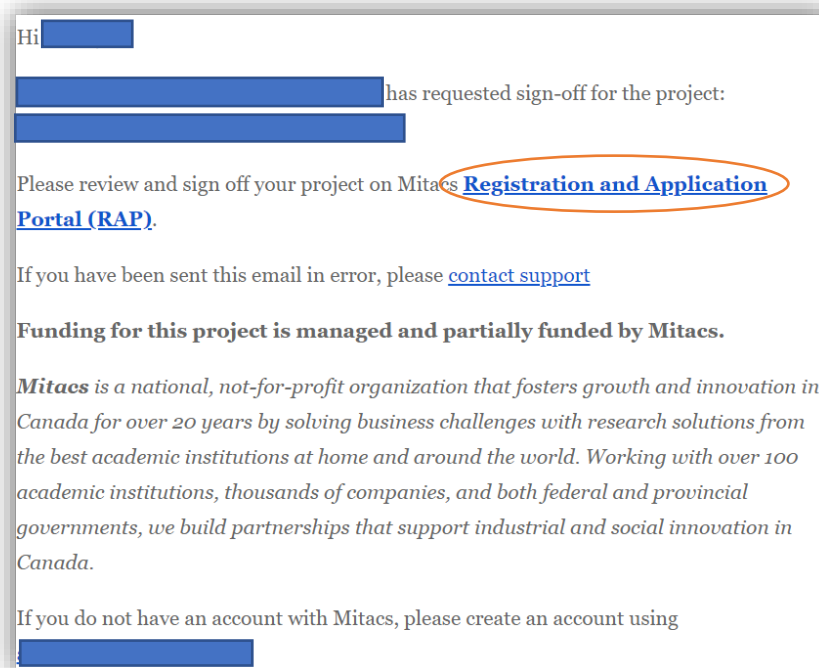 Hi
has requested sign-off for the project:
Please review and sign off your project on Mitacs Registration and Application
Portal (RAP).
If you have been sent this email in error, please contact support
Funding for this project is managed and partially funded by Mitacs.
Mitacs is a national, not-for-profit organization that fosters growth and innovation in
Canada for over 20 years by solving business challenges with research solutions from
the best academic institutions at home and around the world. Working with over 100
academic institutions, thousands of companies, and both federal and provincial
governments, we build partnerships that support industrial and social innovation in
Canada.
If you do not have an account with Mitacs, please create an account using